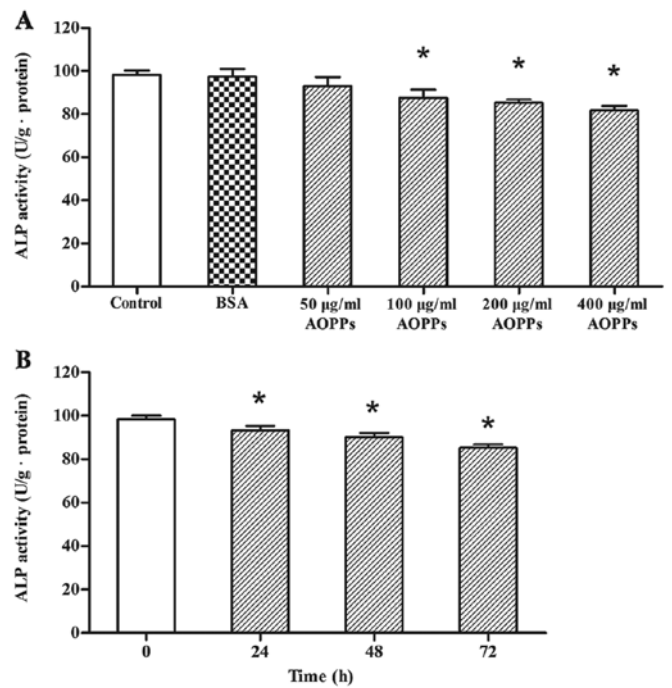 A
120
100
80
60
40
20
0
ALP activity (U/g · protein)
*
*
*
Control
BSA
50 μg/ml
AOPPs
100 μg/ml
AOPPs
200 μg/ml
AOPPs
400 μg/ml
AOPPs
B
120
100
80
60
40
20
0
ALP activity (U/g · protein)
*
*
*
0
24
48
72
Time (h)